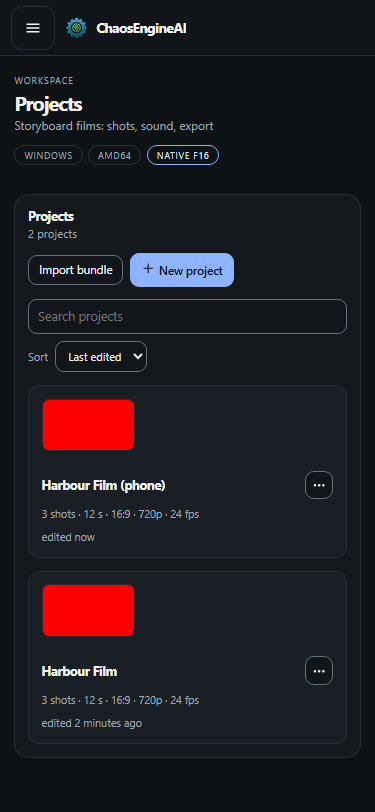 ChaosEngineAI
WORKSPACE
Projects
Storyboard films: shots, sound, export
WINDOWS AMD64 NATIVE F16
Projects
2 projects
Import bundle + New project
Search projects
Sort Last edited
Harbour Film (phone)
3 shots · 12 s · 16:9 · 720p · 24 fps
edited now
Harbour Film
3 shots · 12 s · 16:9 · 720p · 24 fps
edited 2 minutes ago